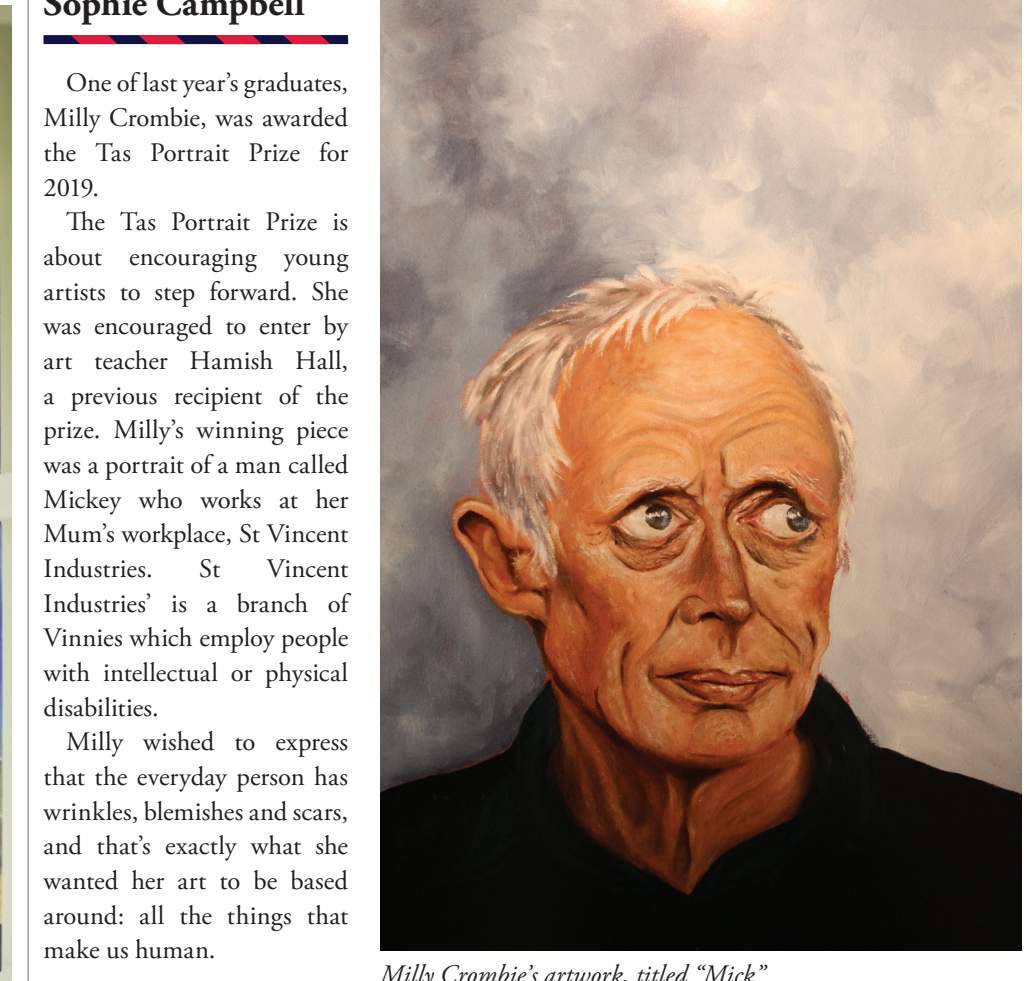 Sophie Campbell
One of last year’s graduates,
Milly Crombie, was awarded
the Tas Portrait Prize for
2019.
The Tas Portrait Prize is
about encouraging young
artists to step forward. She
was encouraged to enter by
art teacher Hamish Hall,
a previous recipient of the
prize. Milly’s winning piece
was a portrait of a man called
Mickey who works at her
Mum’s workplace, St Vincent
Industries. St Vincent
Industries’ is a branch of
Vinnies which employ people
with intellectual or physical
disabilities.
Milly wished to express
that the everyday person has
wrinkles, blemishes and scars,
and that’s exactly what she
wanted her art to be based
around: all the things that
make us human.
Milly Crombie’s artwork, titled “Mick”